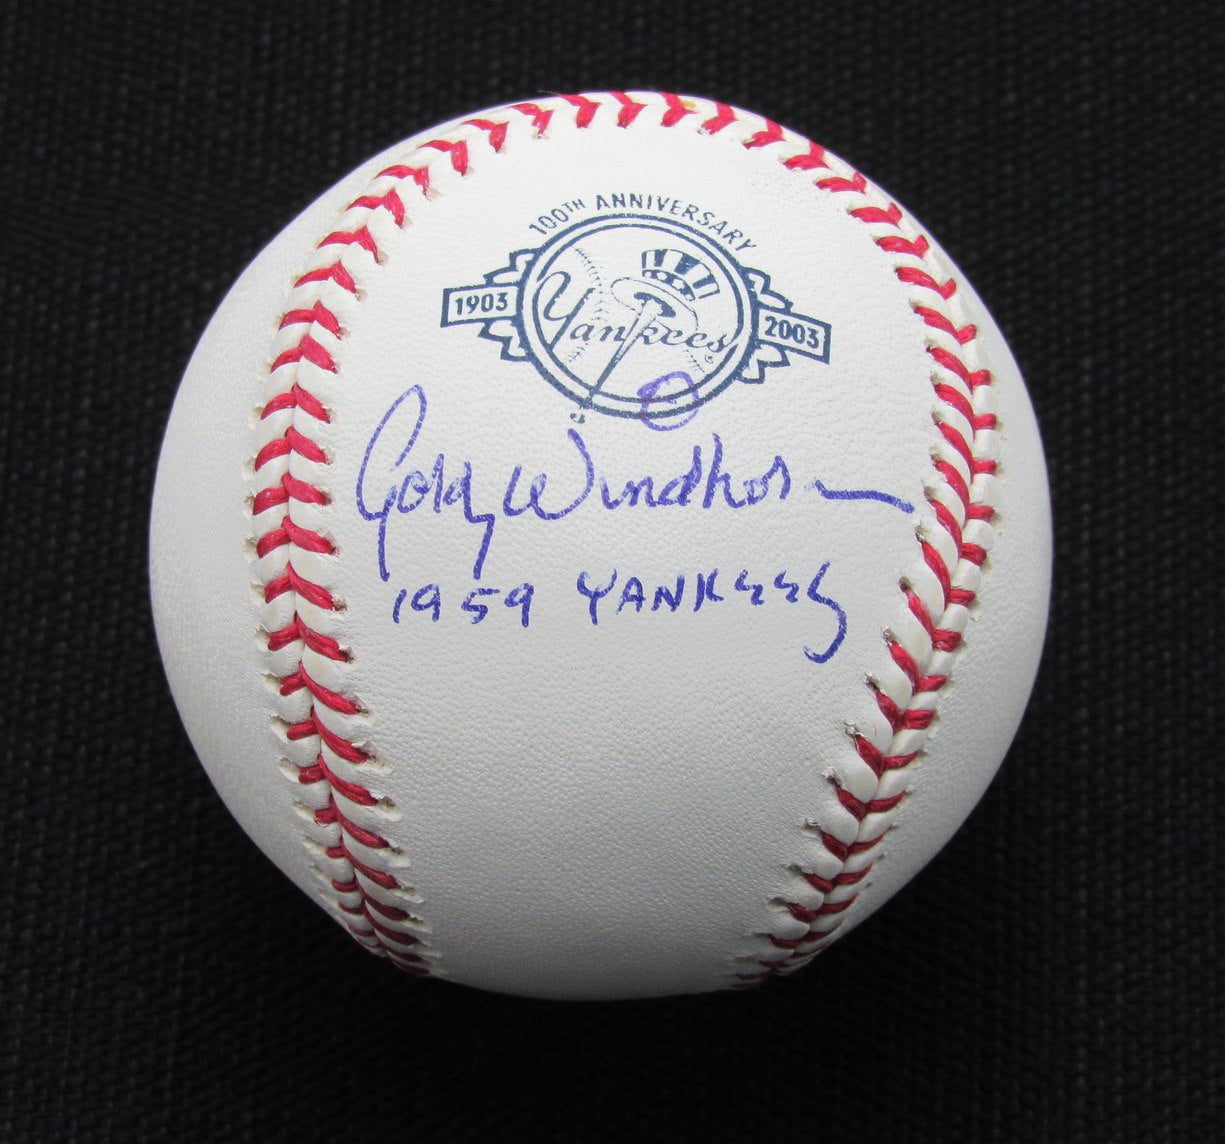 100TH ANNIVERSARY
1903 Yankees 2003
Gordy Windhorn
1959 YANKEES